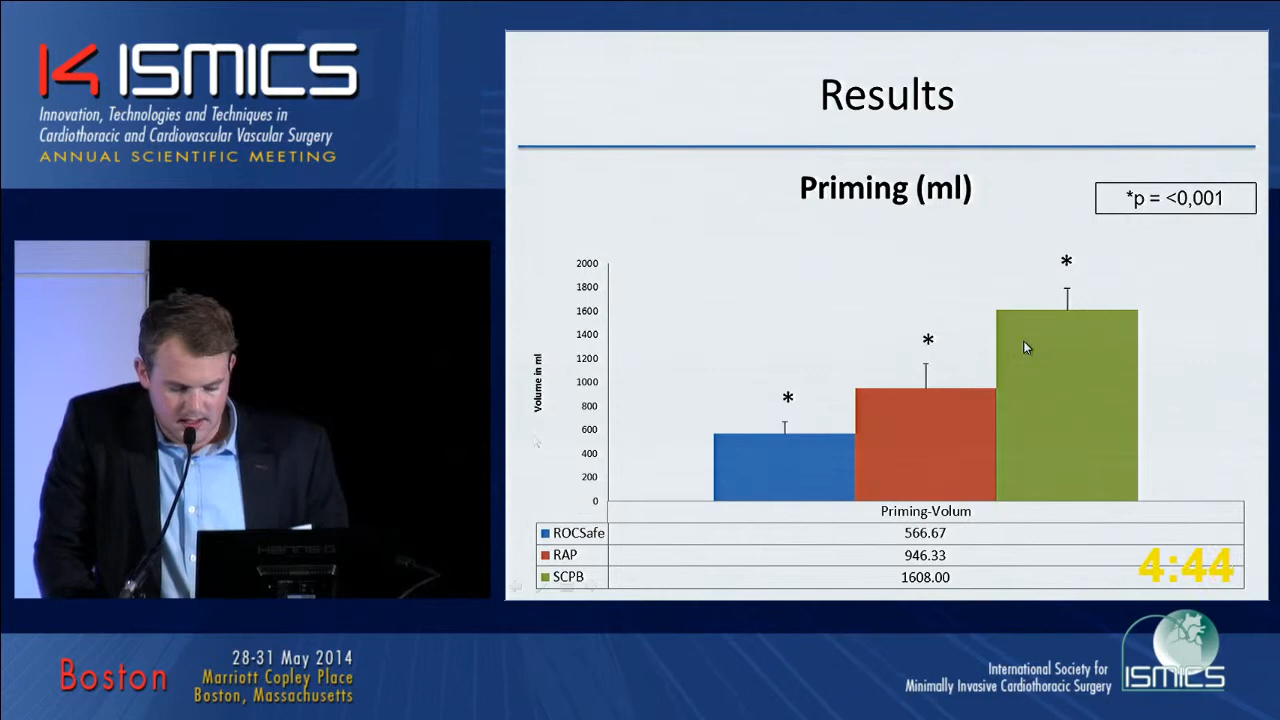 14 ISMICS
Innovation, Technologies and Techniques in
Cardiothoracic and Cardiovascular Vascular Surgery
ANNUAL SCIENTIFIC MEETING
Results
Priming (ml)
*p = <0,001
Volume in ml
2000
1800
1600
1400
1200
1000
800
600
400
200
0
*
*
*
Priming-Volum
ROCSafe 566.67
RAP 946.33
SCPB 1608.00
4:44
HANNS G
Boston
28-31 May 2014
Marriott Copley Place
Boston, Massachusetts
International Society for
Minimally Invasive Cardiothoracic Surgery
ISMICS